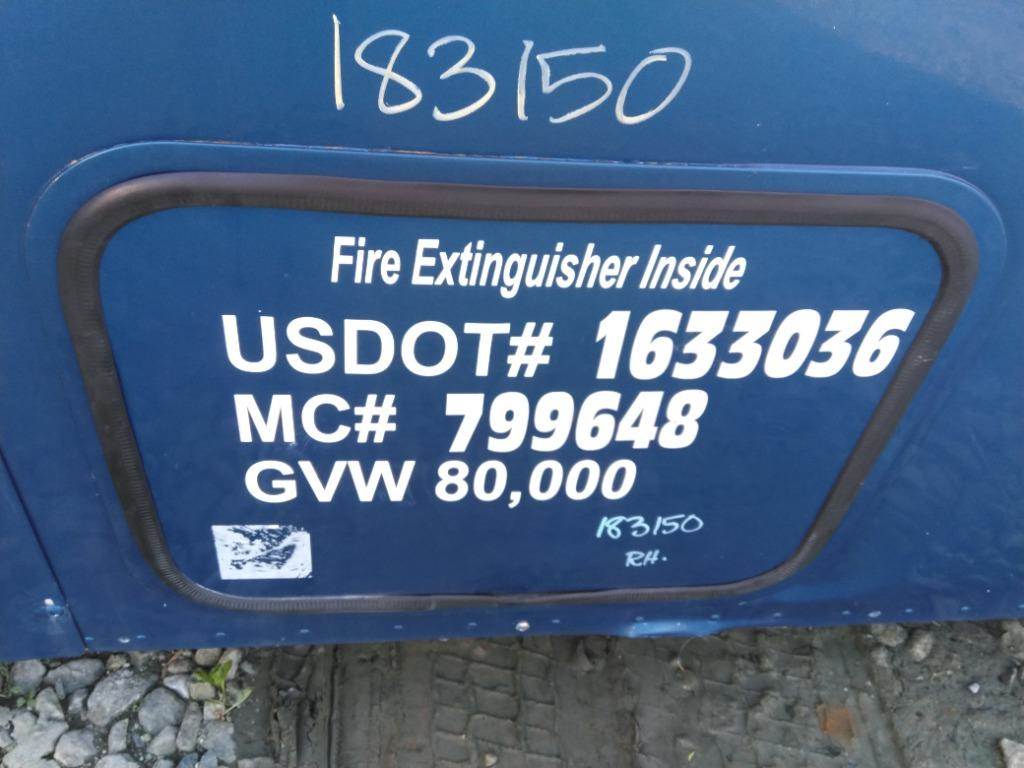 183150
Fire Extinguisher Inside
USDOT# 1633036
MC# 799648
GVW 80,000
183150
RH.